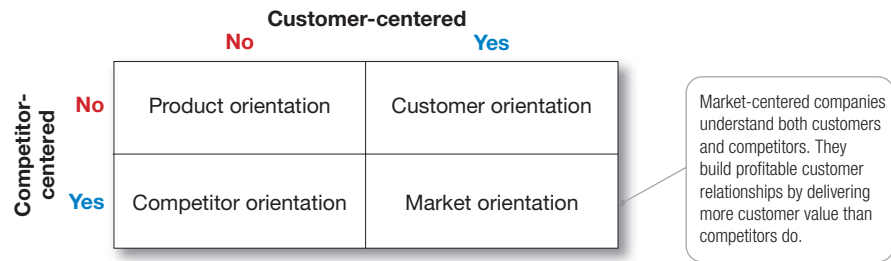 Customer-centered
No Yes
Competitor-
centered
No Product orientation Customer orientation
Yes Competitor orientation Market orientation
Market-centered companies
understand both customers
and competitors. They
build profitable customer
relationships by delivering
more customer value than
competitors do.